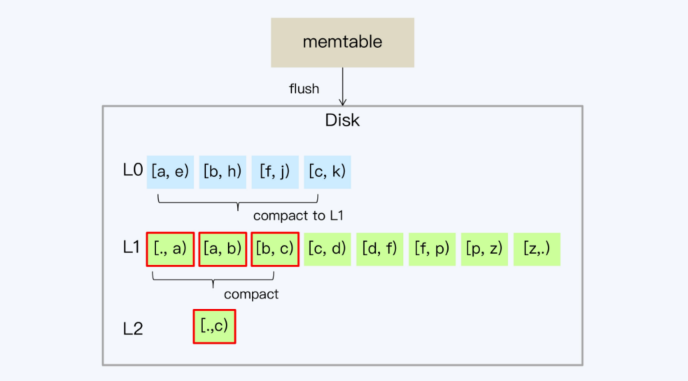 memtable
flush
Disk
L0 [a, e) [b, h) [f, j) [c, k)
compact to L1
L1 [., a) [a, b) [b, c) [c, d) [d, f) [f, p) [p, z) [z,.)
compact
L2 [.,c)